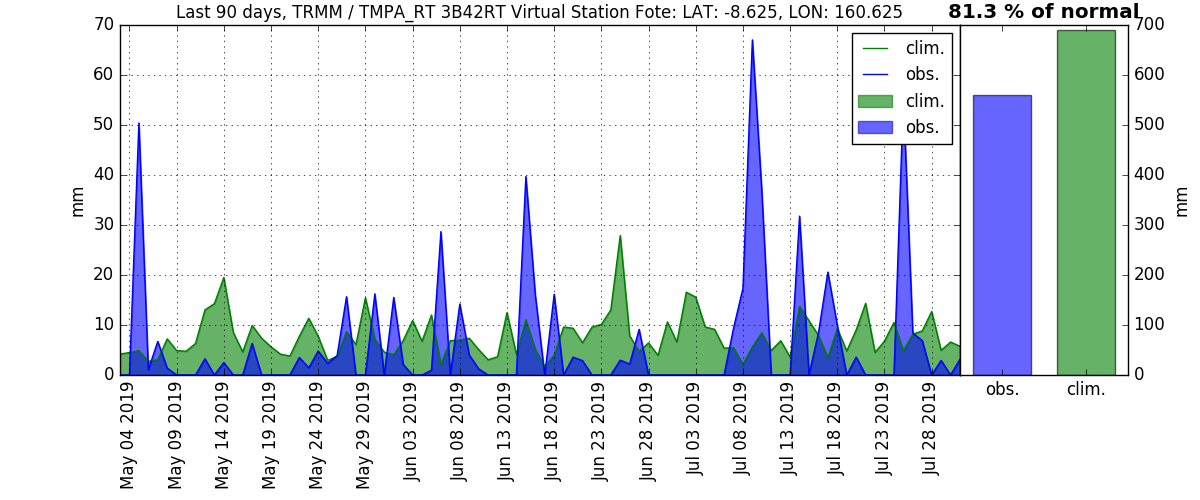 Last 90 days, TRMM / TMPA_RT 3B42RT Virtual Station Fote: LAT: -8.625, LON: 160.625
81.3 % of normal
70
60
50
40
30
20
10
0
mm
clim.
obs.
clim.
obs.
May 04 2019
May 09 2019
May 14 2019
May 19 2019
May 24 2019
May 29 2019
Jun 03 2019
Jun 08 2019
Jun 13 2019
Jun 18 2019
Jun 23 2019
Jun 28 2019
Jul 03 2019
Jul 08 2019
Jul 13 2019
Jul 18 2019
Jul 23 2019
Jul 28 2019
700
600
500
400
300
200
100
0
mm
obs.
clim.